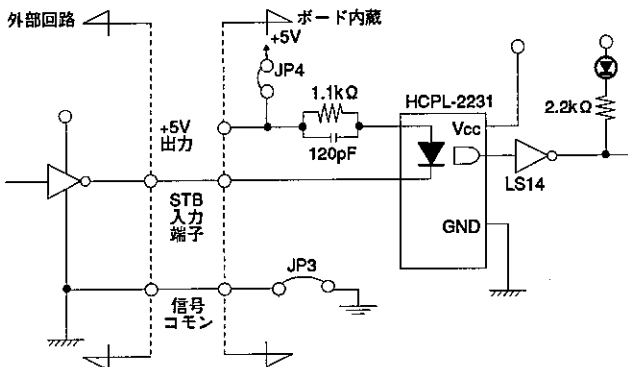 外部回路
ボード内蔵
+5V
JP4
1.1kΩ
120pF
HCPL-2231
Vcc
GND
2.2kΩ
LS14
+5V
出力
STB
入力
端子
JP3
信号
コモン